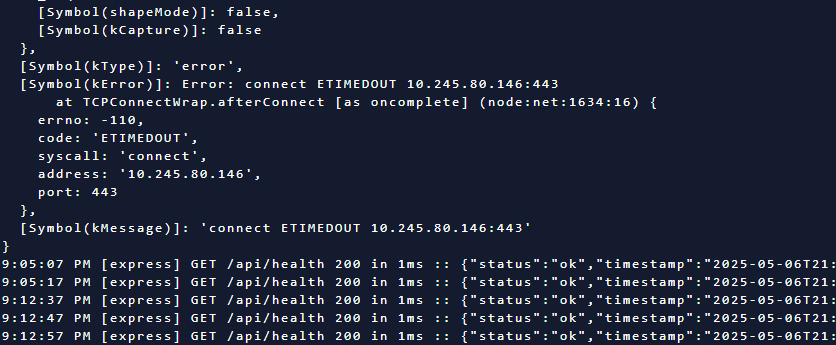 [Symbol(shapeMode)]: false,
[Symbol(kCapture)]: false
},
[Symbol(kType)]: 'error',
[Symbol(kError)]: Error: connect ETIMEDOUT 10.245.80.146:443
at TCPConnectWrap.afterConnect [as oncomplete] (node:net:1634:16) {
errno: -110,
code: 'ETIMEDOUT',
syscall: 'connect',
address: '10.245.80.146',
port: 443
},
[Symbol(kMessage)]: 'connect ETIMEDOUT 10.245.80.146:443'
}
9:05:07 PM [express] GET /api/health 200 in 1ms :: {"status":"ok","timestamp":"2025-05-06T21:
9:05:17 PM [express] GET /api/health 200 in 1ms :: {"status":"ok","timestamp":"2025-05-06T21:
9:12:37 PM [express] GET /api/health 200 in 1ms :: {"status":"ok","timestamp":"2025-05-06T21:
9:12:47 PM [express] GET /api/health 200 in 1ms :: {"status":"ok","timestamp":"2025-05-06T21:
9:12:57 PM [express] GET /api/health 200 in 1ms :: {"status":"ok","timestamp":"2025-05-06T21: